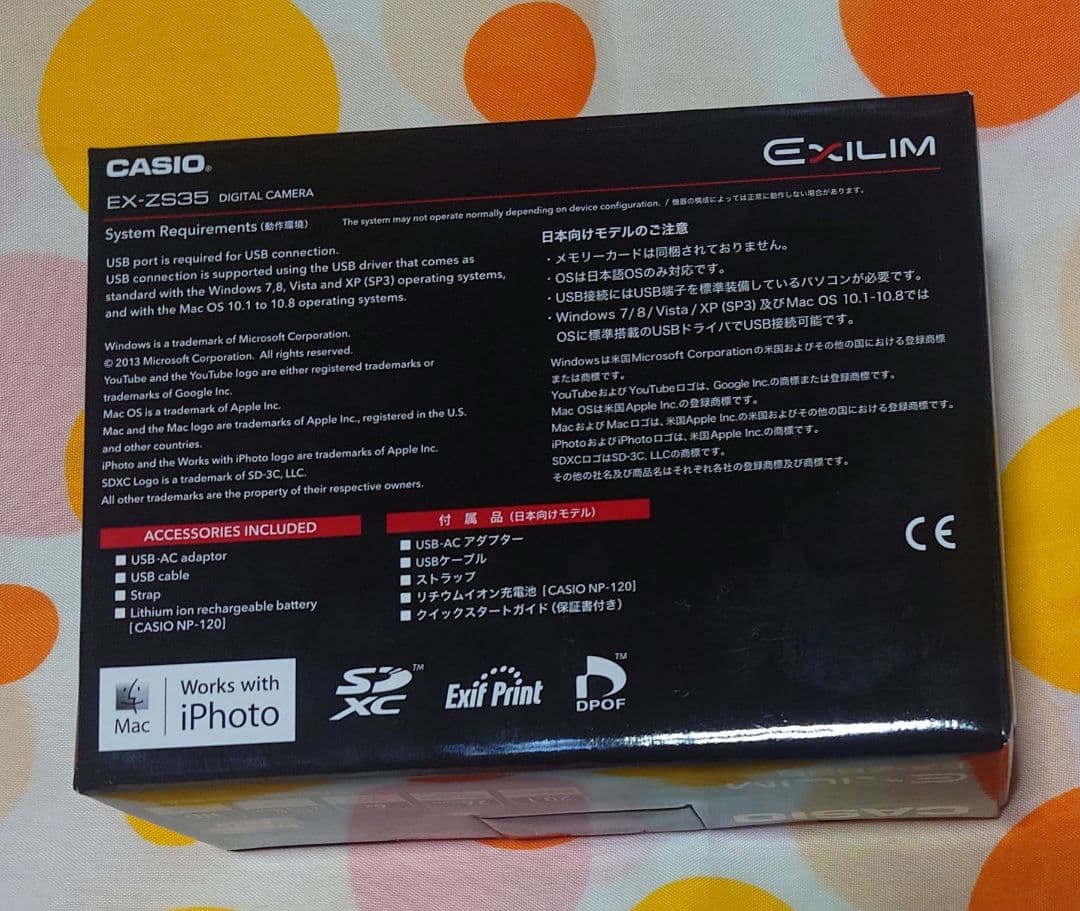 CASIO®
EXILIM
EX-ZS35 DIGITAL CAMERA
System Requirements (動作環境)
The system may not operate normally depending on device configuration. / 機器の構成によっては正常に動作しない場合があります。
USB port is required for USB connection.
USB connection is supported using the USB driver that comes as
standard with the Windows 7,8, Vista and XP (SP3) operating systems,
and with the Mac OS 10.1 to 10.8 operating systems.
Windows is a trademark of Microsoft Corporation.
© 2013 Microsoft Corporation. All rights reserved.
YouTube and the YouTube logo are either registered trademarks or
trademarks of Google Inc.
Mac OS is a trademark of Apple Inc.
Mac and the Mac logo are trademarks of Apple Inc., registered in the U.S.
and other countries.
iPhoto and the Works with iPhoto logo are trademarks of Apple Inc.
SDXC Logo is a trademark of SD-3C, LLC.
All other trademarks are the property of their respective owners.
日本向けモデルのご注意
・メモリーカードは同梱されておりません。
・OSは日本語OSのみ対応です。
・USB接続にはUSB端子を標準装備しているパソコンが必要です。
・Windows 7/8/Vista/XP (SP3) 及びMac OS 10.1-10.8では
OSに標準搭載のUSBドライバでUSB接続可能です。
Windowsは米国Microsoft Corporationの米国およびその他の国における登録商標
または商標です。
YouTubeおよびYouTubeロゴは、Google Inc.の商標または登録商標です。
Mac OSは米国Apple Inc.の登録商標です。
MacおよびMacロゴは、米国Apple Inc.の米国およびその他の国における登録商標です。
iPhotoおよびiPhotoロゴは、米国Apple Inc.の商標です。
SDXCロゴはSD-3C, LLCの商標です。
その他の社名及び商品名はそれぞれ各社の登録商標及び商標です。
ACCESSORIES INCLUDED
■ USB-AC adaptor
■ USB cable
■ Strap
■ Lithium ion rechargeable battery
[CASIO NP-120]
付属品(日本向けモデル)
■ USB-ACアダプター
■ USBケーブル
■ ストラップ
■ リチウムイオン充電池 [CASIO NP-120]
■ クイックスタートガイド(保証書付き)
CE
Mac
Works with
iPhoto
SD XC™
Exif Print
DPOF™
EXILIM
CASIO